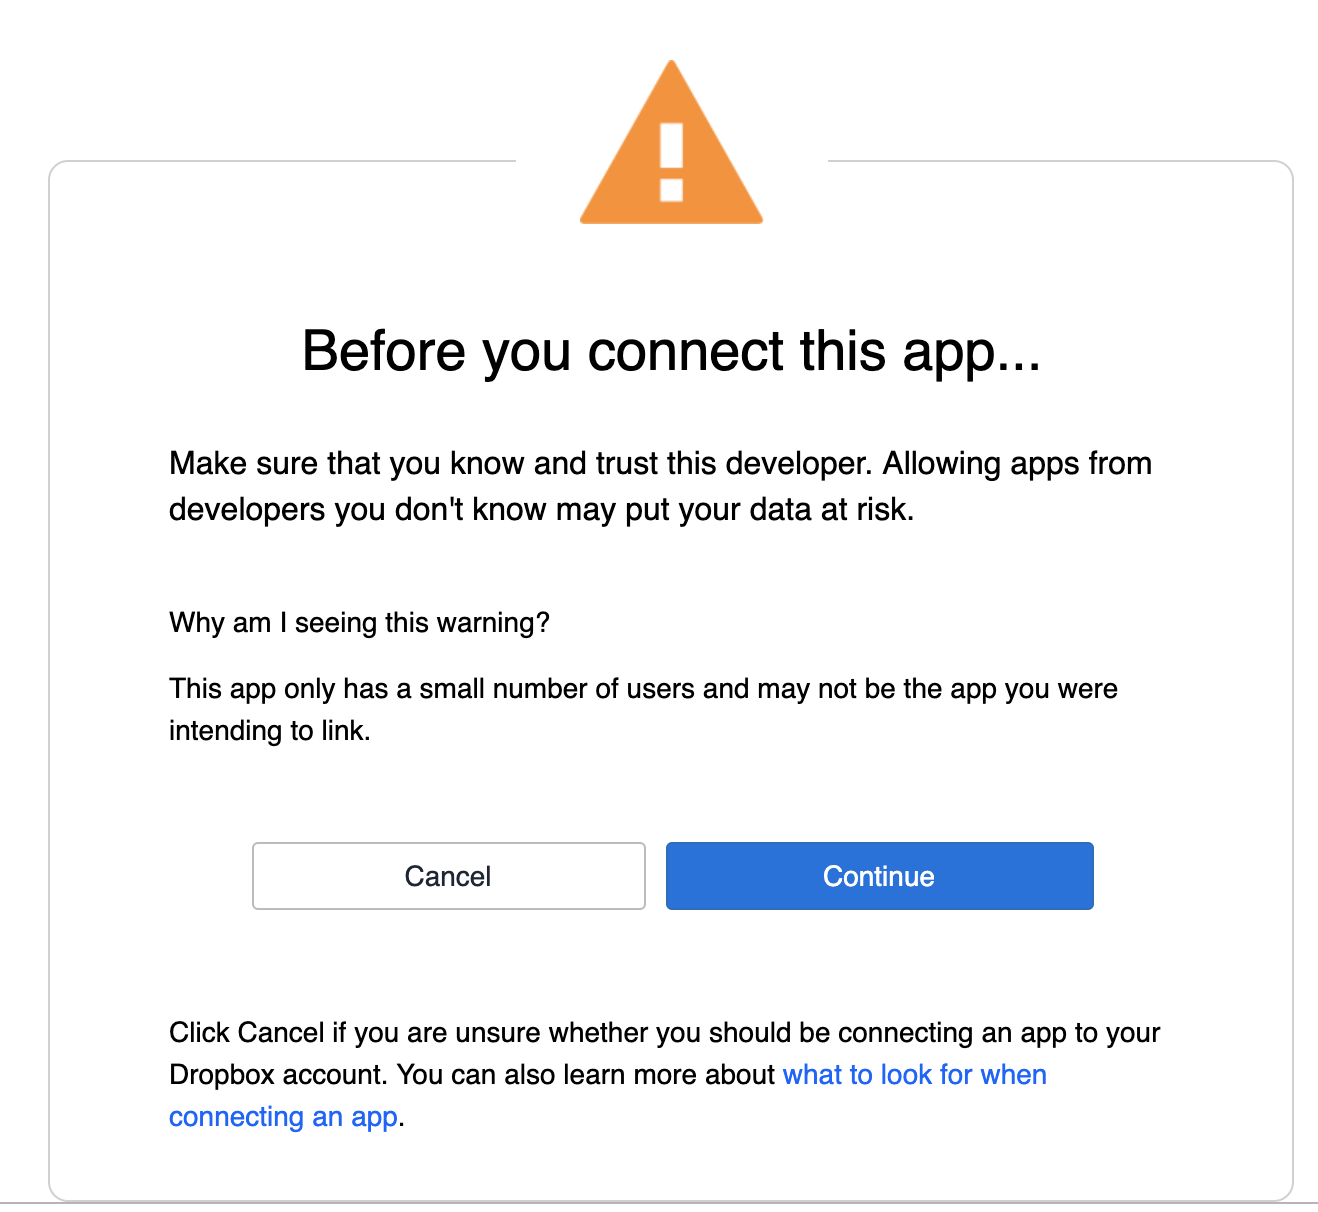 Before you connect this app...
Make sure that you know and trust this developer. Allowing apps from
developers you don't know may put your data at risk.
Why am I seeing this warning?
This app only has a small number of users and may not be the app you were
intending to link.
Cancel
Continue
Click Cancel if you are unsure whether you should be connecting an app to your
Dropbox account. You can also learn more about what to look for when
connecting an app.